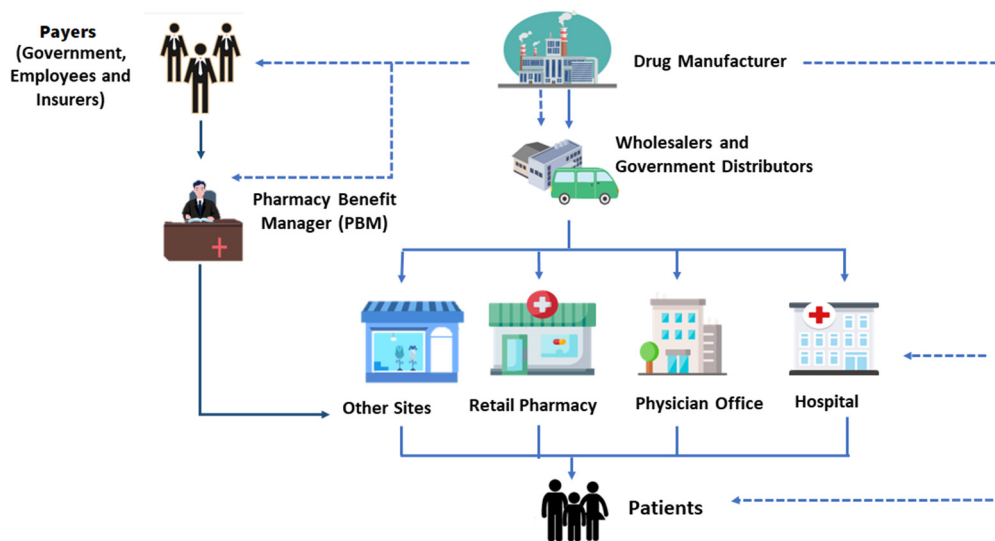 Payers
(Government,
Employees and
Insurers)
Drug Manufacturer
Wholesalers and
Government Distributors
Pharmacy Benefit
Manager (PBM)
Other Sites
Retail Pharmacy
Physician Office
Hospital
Patients